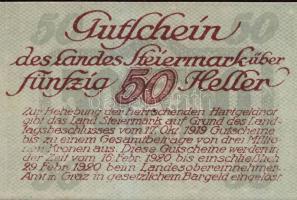 50 50
Gutschein
des Landes Steiermark über
fünfzig 50 Heller
Zur Behebung der herrschenden Hartgeldnot
gibt das Land Steiermark auf Grund des Land-
tagsbeschlusses vom 17. Okt. 1919 Gutscheine
bis zu einem Gesamtbetrage von drei Millio-
nen Kronen aus. Diese Gutscheine werden in
der Zeit vom 16. Febr. 1920 bis einschließlich
29. Febr. 1920 beim Landesobereinnehmer-
Amt in Graz in gesetzlichem Bargeld eingelöst.